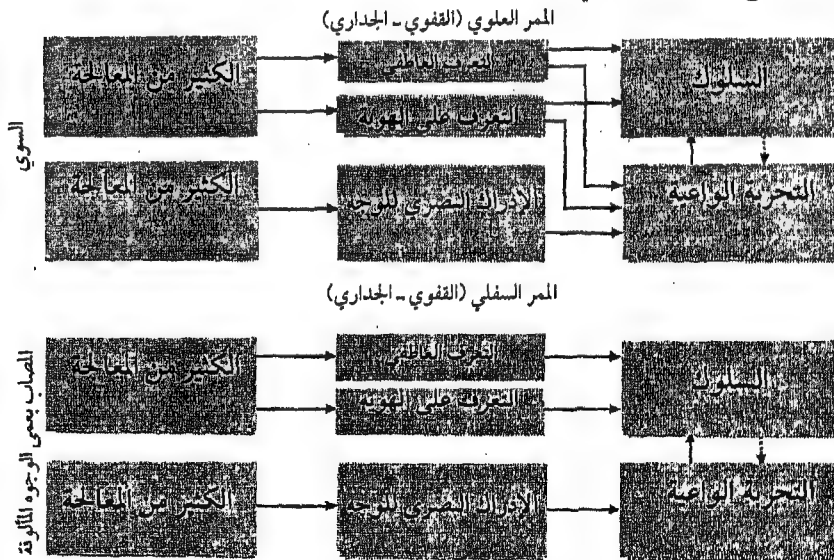 الممر العلوي (القفوي - الجداري)
السوي
الكثير من المعالجة
التعرف العاطفي
السلوك
التعرف على الهوية
الكثير من المعالجة
الإدراك البصري للوجه
التجربة الواعية
الممر السفلي (القفوي - الجداري)
المصاب بعمى الوجوه المألوفة
الكثير من المعالجة
التعرف العاطفي
السلوك
التعرف على الهوية
الكثير من المعالجة
الإدراك البصري للوجه
التجربة الواعية